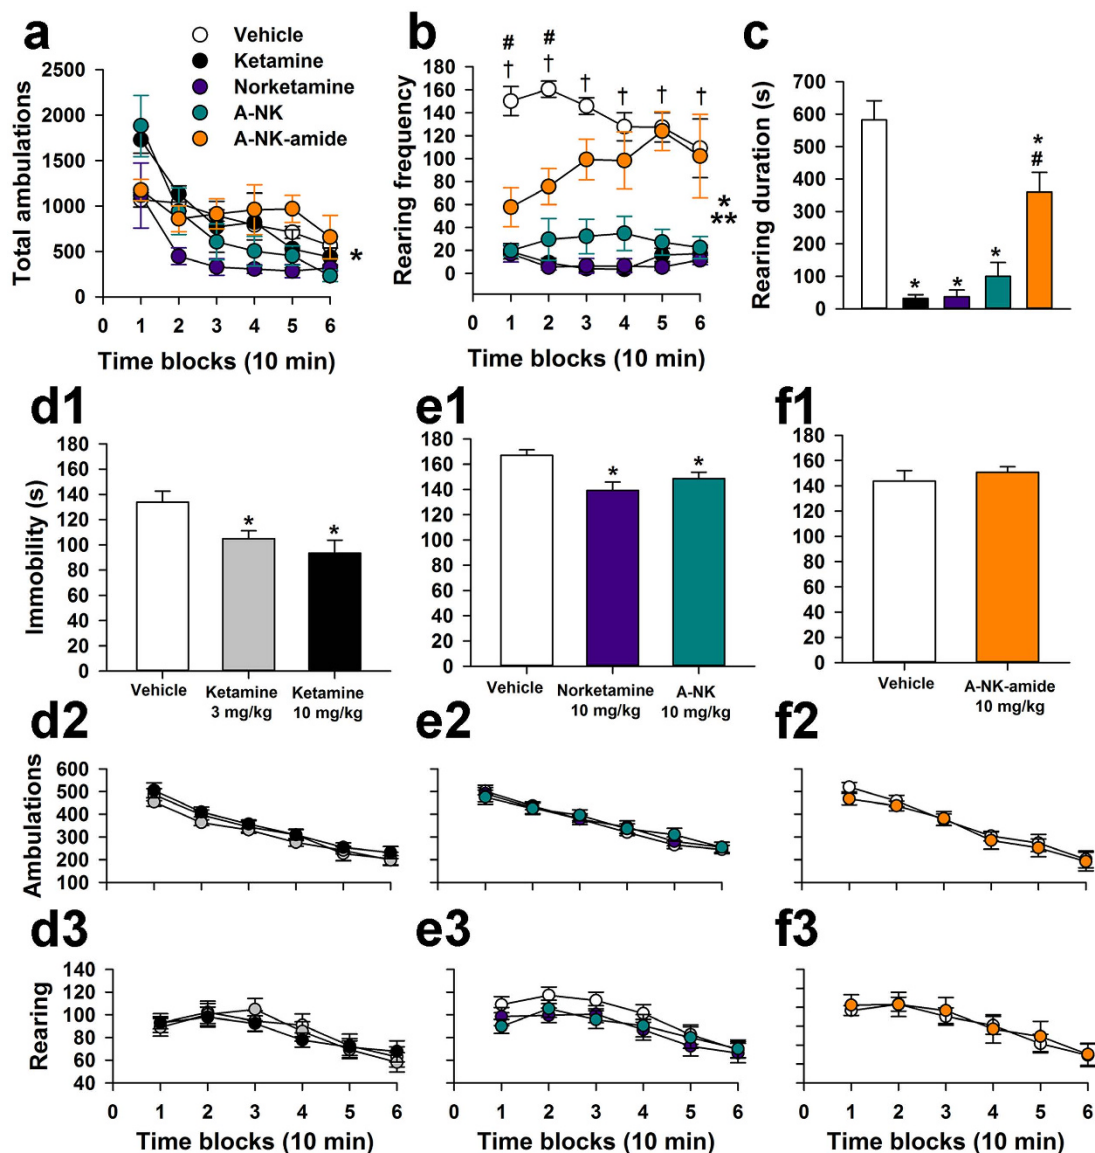 a
Vehicle
Ketamine
Norketamine
A-NK
A-NK-amide
Total ambulations
2500
2000
1500
1000
500
0
*
0 1 2 3 4 5 6
Time blocks (10 min)
b
# #
† † † † † †
Rearing frequency
180
160
140
120
100
80
60
40
20
0
*
**
0 1 2 3 4 5 6
Time blocks (10 min)
c
Rearing duration (s)
700
600
500
400
300
200
100
0
* * * *
#
d1
Immobility (s)
180
160
140
120
100
80
60
40
20
0
* *
Vehicle Ketamine Ketamine
3 mg/kg 10 mg/kg
e1
180
160
140
120
100
80
60
40
20
0
* *
Vehicle Norketamine A-NK
10 mg/kg 10 mg/kg
f1
180
160
140
120
100
80
60
40
20
0
Vehicle A-NK-amide
10 mg/kg
d2
Ambulations
600
500
400
300
200
100
e2
f2
d3
Rearing
140
120
100
80
60
40
0 1 2 3 4 5 6
Time blocks (10 min)
e3
0 1 2 3 4 5 6
Time blocks (10 min)
f3
0 1 2 3 4 5 6
Time blocks (10 min)